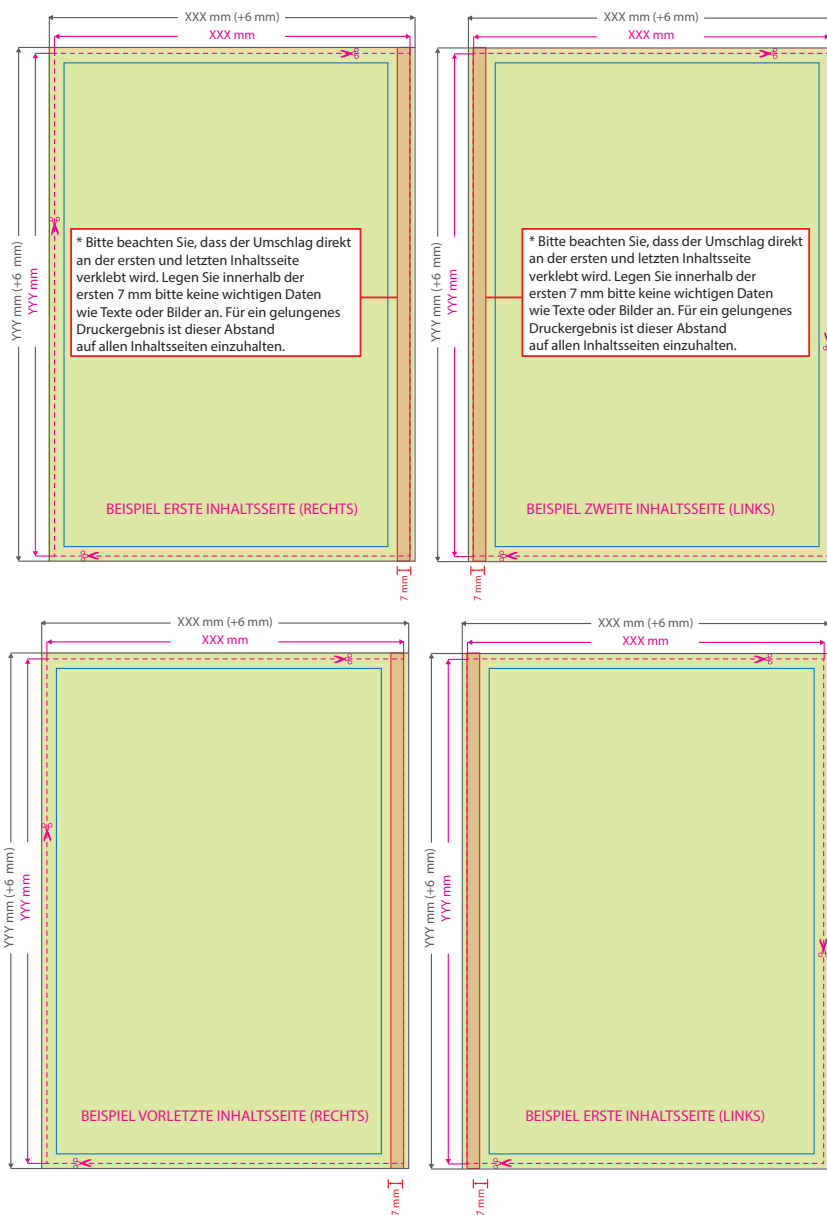 XXX mm (+6 mm)
XXX mm
YYY mm (+6 mm)
YYY mm
* Bitte beachten Sie, dass der Umschlag direkt
an der ersten und letzten Inhaltsseite
verklebt wird. Legen Sie innerhalb der
ersten 7 mm bitte keine wichtigen Daten
wie Texte oder Bilder an. Für ein gelungenes
Druckergebnis ist dieser Abstand
auf allen Inhaltsseiten einzuhalten.
BEISPIEL ERSTE INHALTSSEITE (RECHTS)
7 mm
XXX mm (+6 mm)
XXX mm
YYY mm (+6 mm)
YYY mm
* Bitte beachten Sie, dass der Umschlag direkt
an der ersten und letzten Inhaltsseite
verklebt wird. Legen Sie innerhalb der
ersten 7 mm bitte keine wichtigen Daten
wie Texte oder Bilder an. Für ein gelungenes
Druckergebnis ist dieser Abstand
auf allen Inhaltsseiten einzuhalten.
BEISPIEL ZWEITE INHALTSSEITE (LINKS)
7 mm
XXX mm (+6 mm)
XXX mm
YYY mm (+6 mm)
YYY mm
BEISPIEL VORLETZTE INHALTSSEITE (RECHTS)
7 mm
XXX mm (+6 mm)
XXX mm
YYY mm (+6 mm)
YYY mm
BEISPIEL ERSTE INHALTSSEITE (LINKS)
7 mm